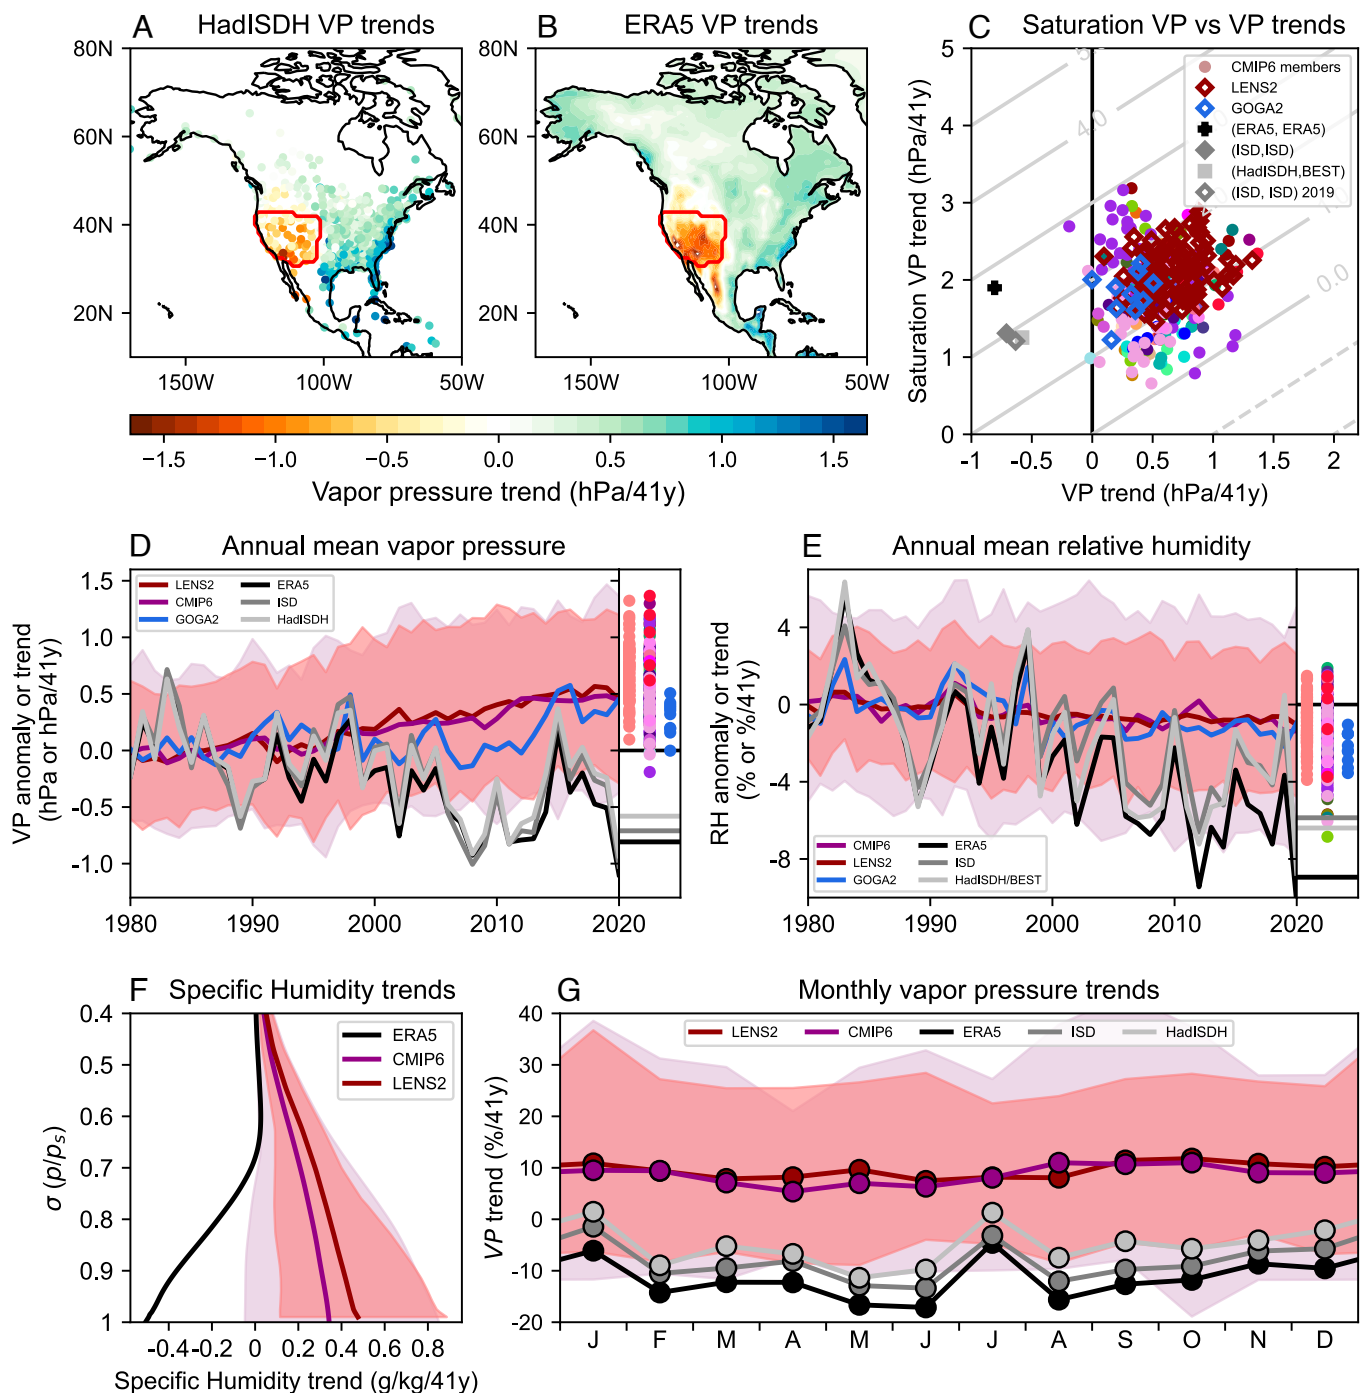 A HadISDH VP trends
B ERA5 VP trends
C Saturation VP vs VP trends
80N
60N
40N
20N
150W 100W 50W
80N
60N
40N
20N
150W 100W 50W
−1.5 −1.0 −0.5 0.0 0.5 1.0 1.5
Vapor pressure trend (hPa/41y)
Saturation VP trend (hPa/41y)
5
4
3
2
1
0
-1 -0.5 0 0.5 1 1.5 2
VP trend (hPa/41y)
4.0
0.0
CMIP6 members
LENS2
GOGA2
(ERA5, ERA5)
(ISD,ISD)
(HadISDH,BEST)
(ISD, ISD) 2019
D Annual mean vapor pressure
VP anomaly or trend
(hPa or hPa/41y)
1.5
1.0
0.5
0.0
-0.5
-1.0
LENS2 ERA5
CMIP6 ISD
GOGA2 HadISDH
1980 1990 2000 2010 2020
E Annual mean relative humidity
RH anomaly or trend
(% or %/41y)
4
0
-4
-8
CMIP6 ERA5
LENS2 ISD
GOGA2 HadISDH/BEST
1980 1990 2000 2010 2020
F Specific Humidity trends
σ (p/ps)
0.4
0.5
0.6
0.7
0.8
0.9
1
ERA5
CMIP6
LENS2
-0.4 -0.2 0 0.2 0.4 0.6 0.8
Specific Humidity trend (g/kg/41y)
G Monthly vapor pressure trends
VP trend (%/41y)
40
30
20
10
0
-10
-20
LENS2 CMIP6 ERA5 ISD HadISDH
J F M A M J J A S O N D